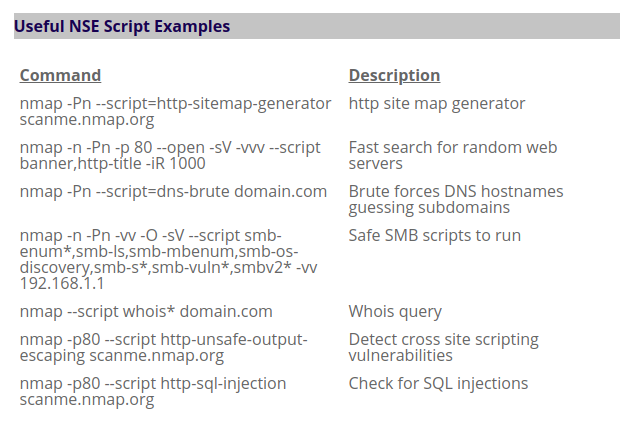 Useful NSE Script Examples
Command Description
nmap -Pn --script=http-sitemap-generator http site map generator
scanme.nmap.org
nmap -n -Pn -p 80 --open -sV -vvv --script Fast search for random web
banner,http-title -iR 1000 servers
nmap -Pn --script=dns-brute domain.com Brute forces DNS hostnames
guessing subdomains
nmap -n -Pn -vv -O -sV --script smb- Safe SMB scripts to run
enum*,smb-ls,smb-mbenum,smb-os-
discovery,smb-s*,smb-vuln*,smbv2* -vv
192.168.1.1
nmap --script whois* domain.com Whois query
nmap -p80 --script http-unsafe-output- Detect cross site scripting
escaping scanme.nmap.org vulnerabilities
nmap -p80 --script http-sql-injection Check for SQL injections
scanme.nmap.org